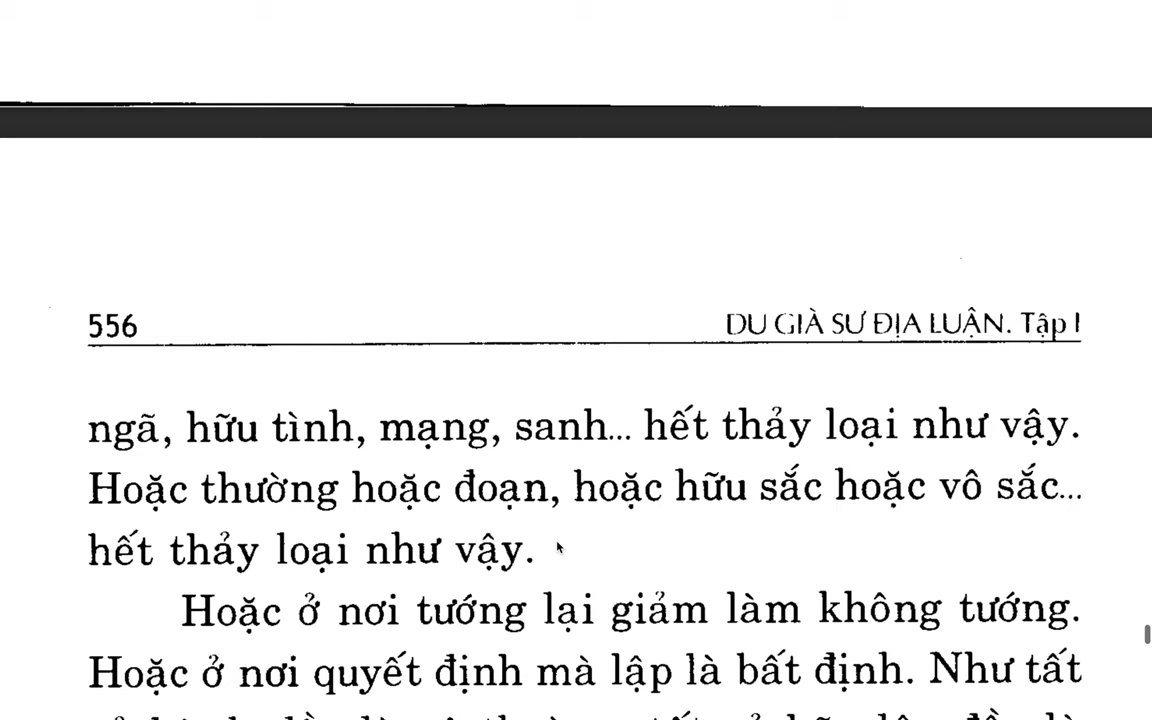 556
DU GIÀ SƯ ĐỊA LUẬN. Tập I
ngã, hữu tình, mạng, sanh... hết thảy loại như vậy.
Hoặc thường hoặc đoạn, hoặc hữu sắc hoặc vô sắc...
hết thảy loại như vậy.
Hoặc ở nơi tướng lại giảm làm không tướng.
Hoặc ở nơi quyết định mà lập là bất định. Như tất